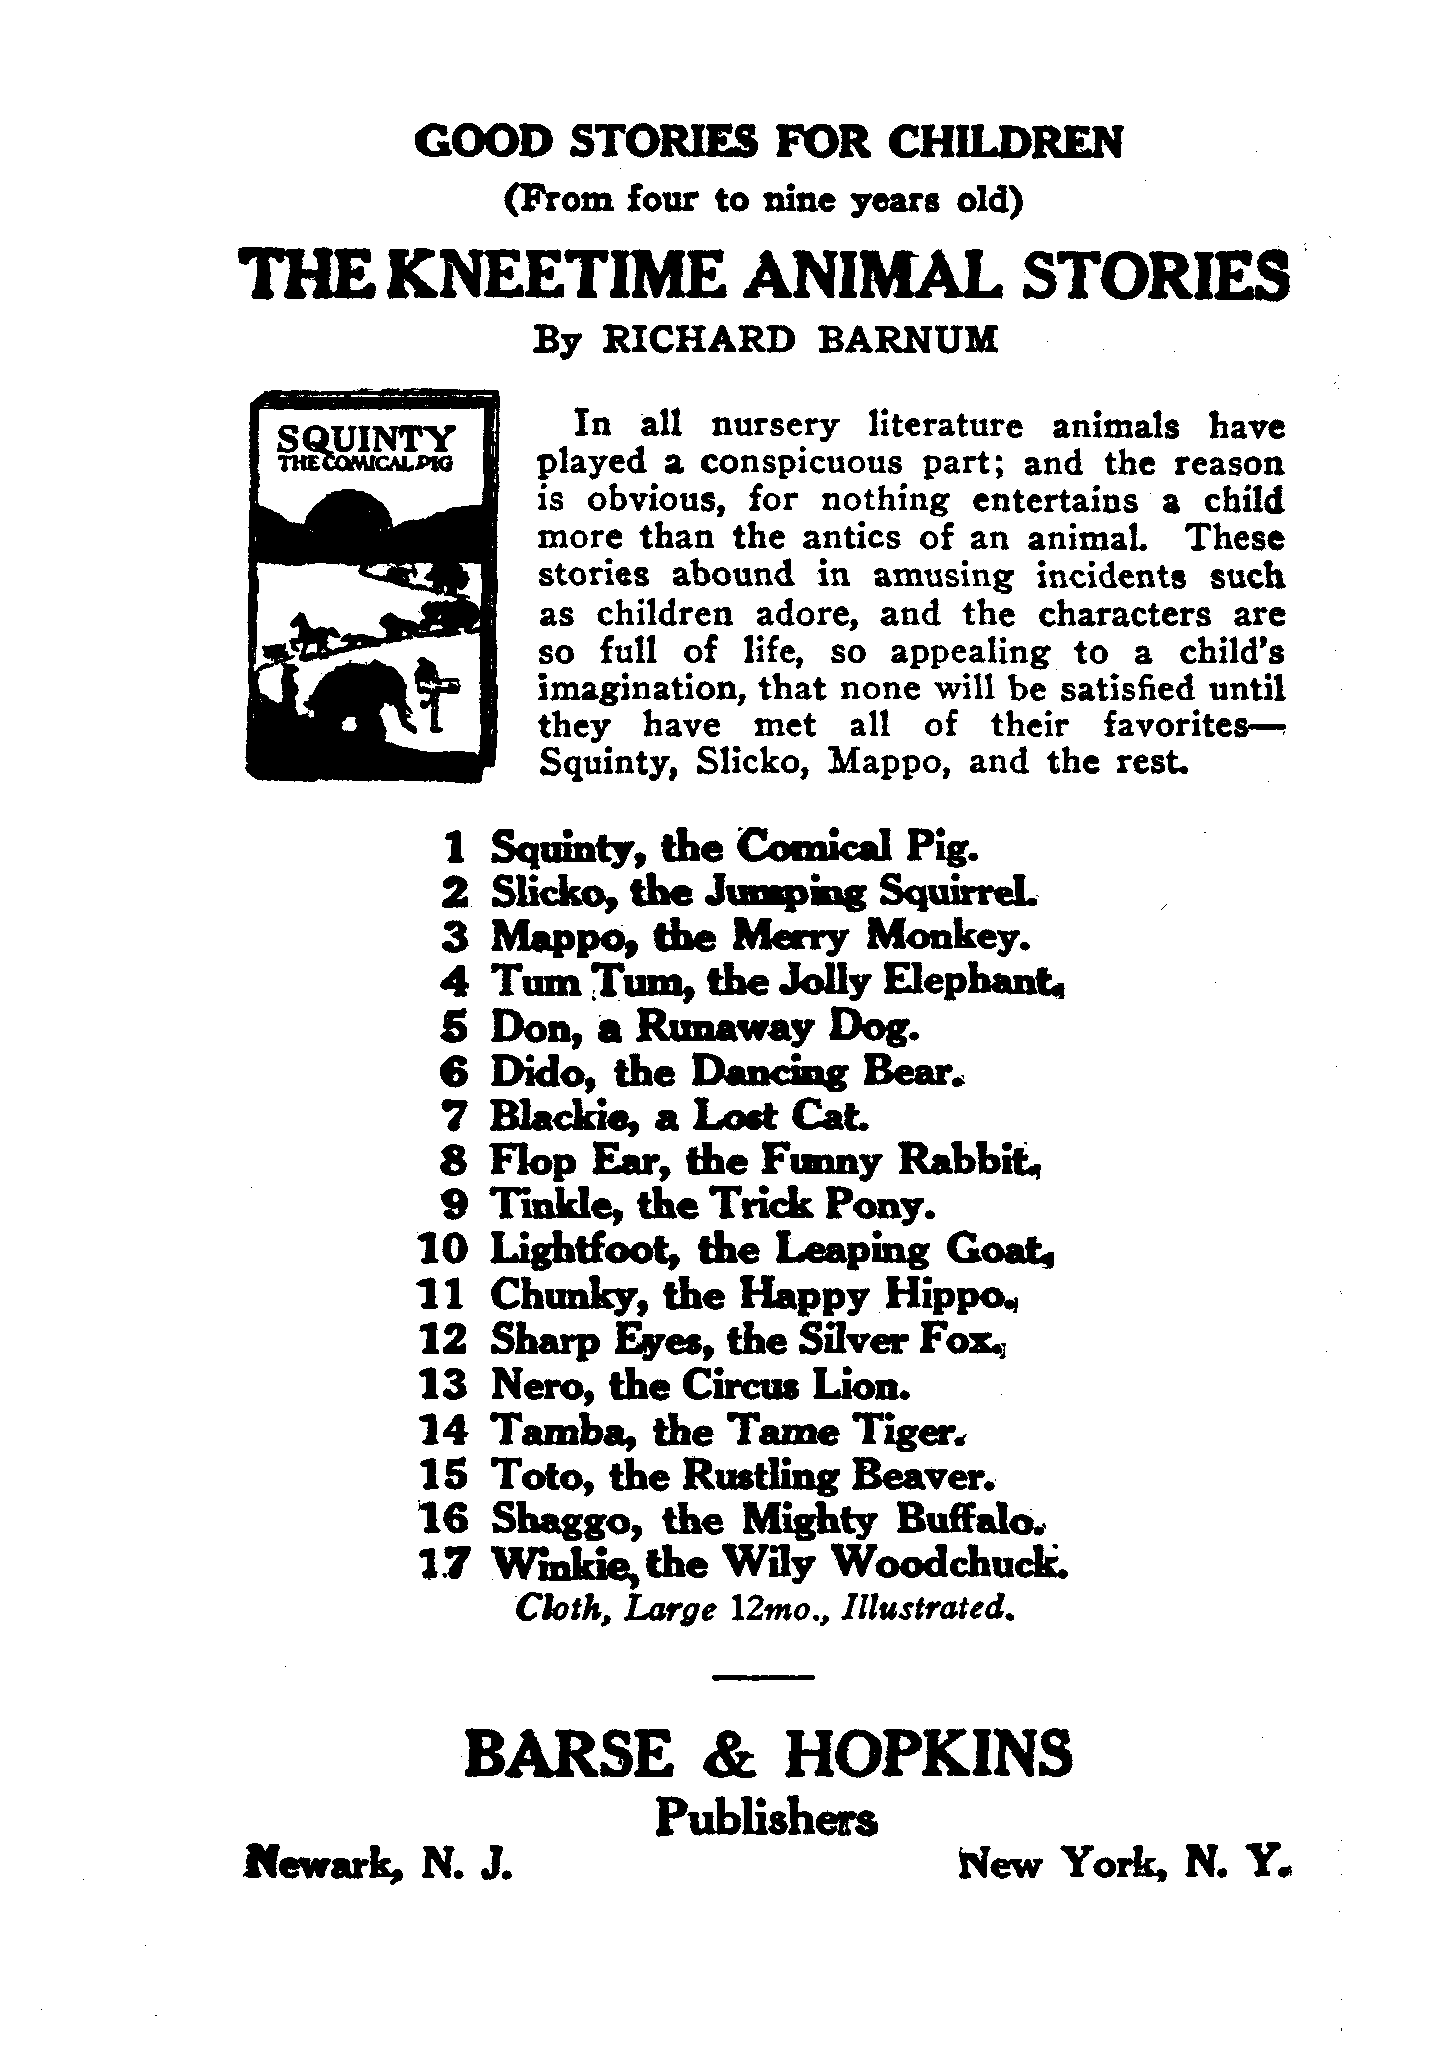 GOOD STORIES FOR CHILDREN
(From four to nine years old)
THE KNEETIME ANIMAL STORIES
By RICHARD BARNUM
SQUINTY
THE COMICAL PIG
In all nursery literature animals have
played a conspicuous part; and the reason
is obvious, for nothing entertains a child
more than the antics of an animal. These
stories abound in amusing incidents such
as children adore, and the characters are
so full of life, so appealing to a child's
imagination, that none will be satisfied until
they have met all of their favorites—
Squinty, Slicko, Mappo, and the rest.
1 Squinty, the Comical Pig.
2 Slicko, the Jumping Squirrel.
3 Mappo, the Merry Monkey.
4 Tum Tum, the Jolly Elephant.
5 Don, a Runaway Dog.
6 Dido, the Dancing Bear.
7 Blackie, a Lost Cat.
8 Flop Ear, the Funny Rabbit.
9 Tinkle, the Trick Pony.
10 Lightfoot, the Leaping Goat.
11 Chunky, the Happy Hippo.
12 Sharp Eyes, the Silver Fox.
13 Nero, the Circus Lion.
14 Tamba, the Tame Tiger.
15 Toto, the Rustling Beaver.
16 Shaggo, the Mighty Buffalo.
17 Winkie, the Wily Woodchuck.
Cloth, Large 12mo., Illustrated.
BARSE & HOPKINS
Publishers
Newark, N. J. New York, N. Y.